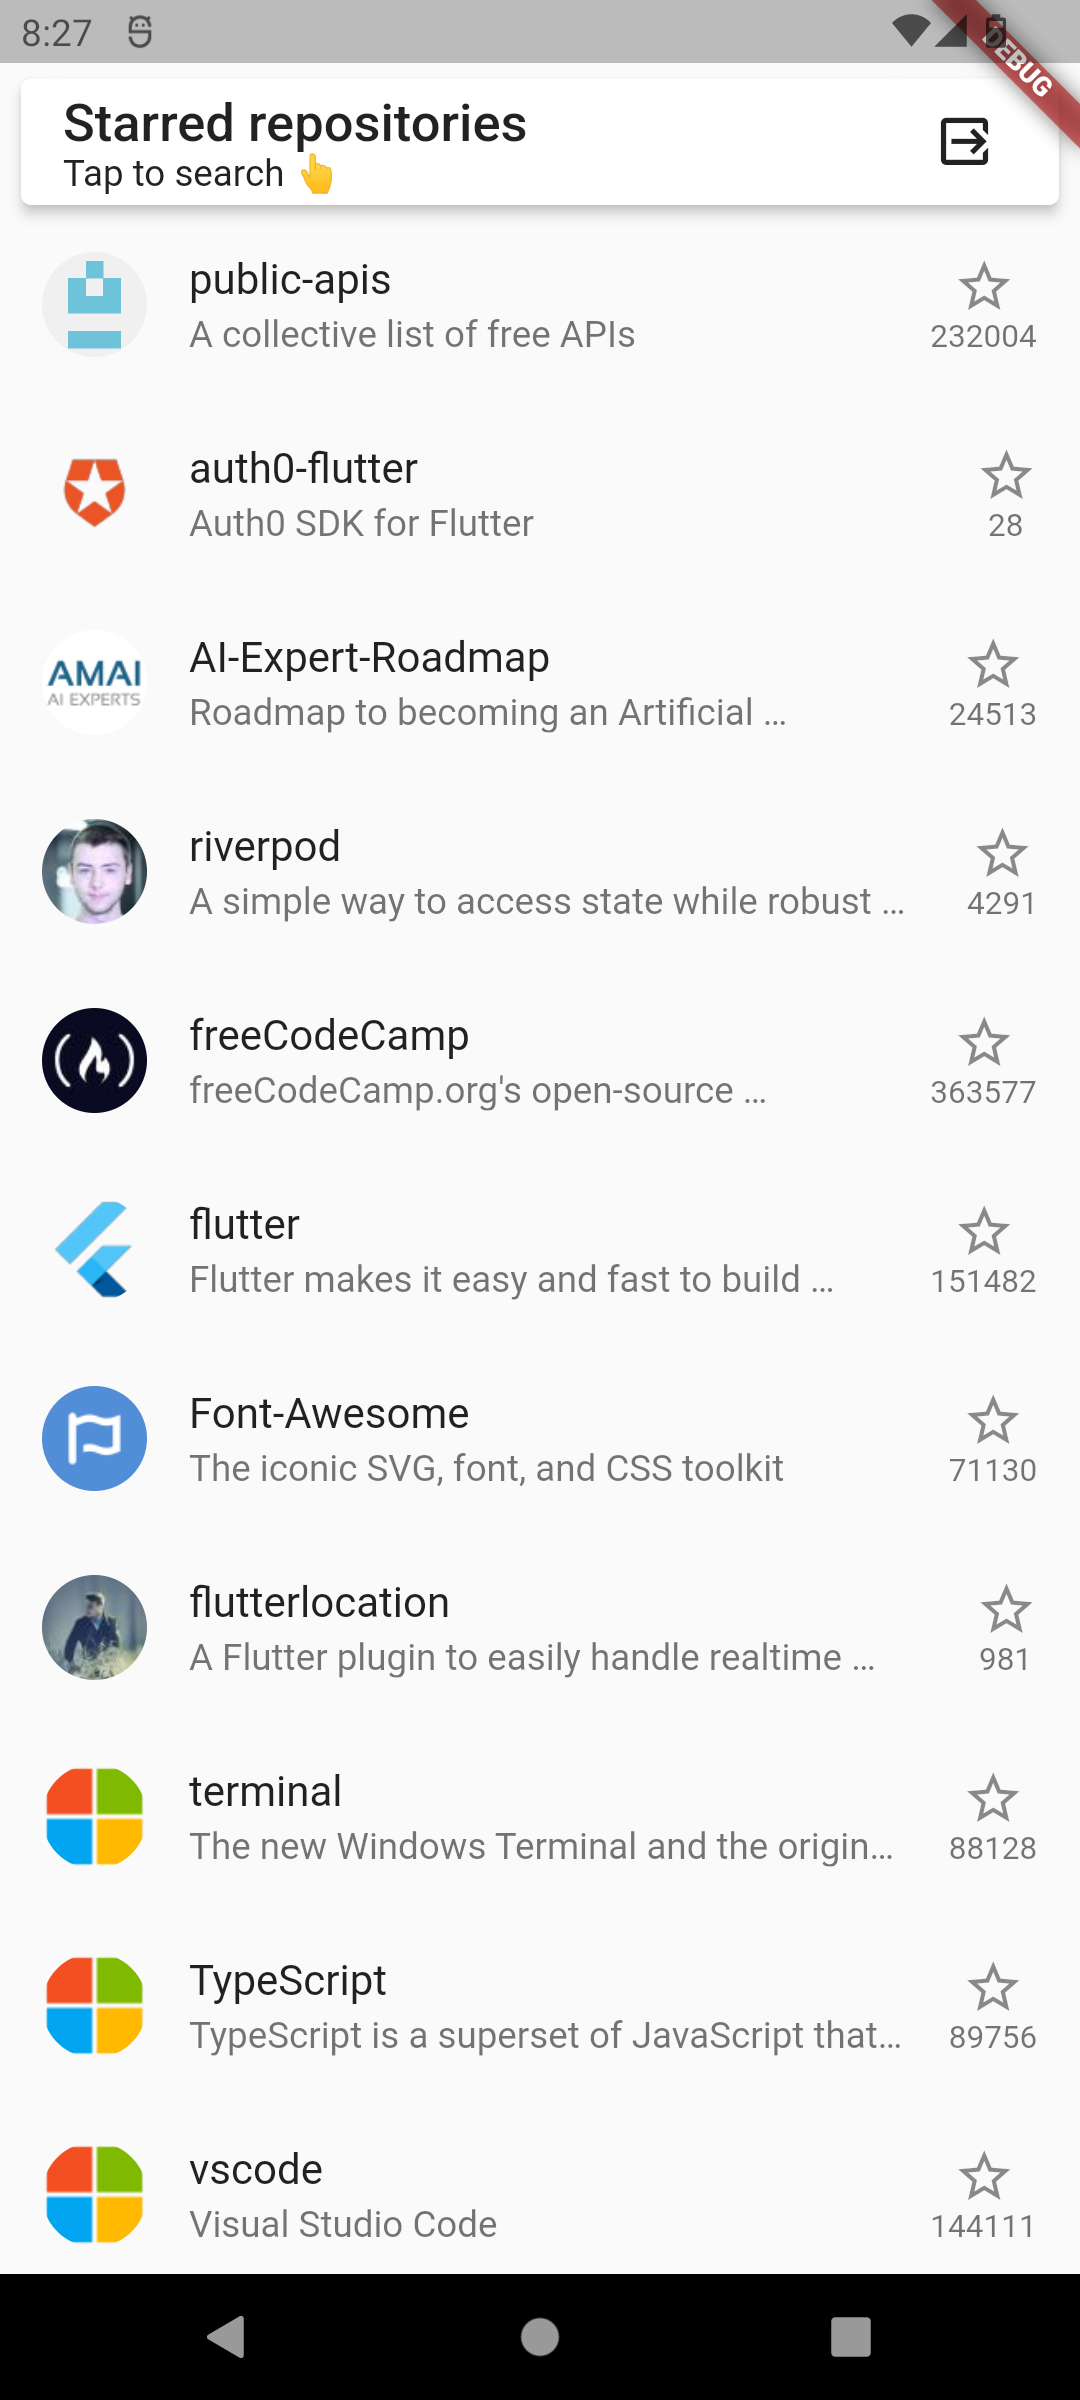 8:27
DEBUG
Starred repositories
Tap to search 👆
public-apis
A collective list of free APIs
232004
auth0-flutter
Auth0 SDK for Flutter
28
AMAI
AI EXPERTS
AI-Expert-Roadmap
Roadmap to becoming an Artificial ...
24513
riverpod
A simple way to access state while robust ...
4291
freeCodeCamp
freeCodeCamp.org's open-source ...
363577
flutter
Flutter makes it easy and fast to build ...
151482
Font-Awesome
The iconic SVG, font, and CSS toolkit
71130
flutterlocation
A Flutter plugin to easily handle realtime ...
981
terminal
The new Windows Terminal and the origin...
88128
TypeScript
TypeScript is a superset of JavaScript that...
89756
vscode
Visual Studio Code
144111